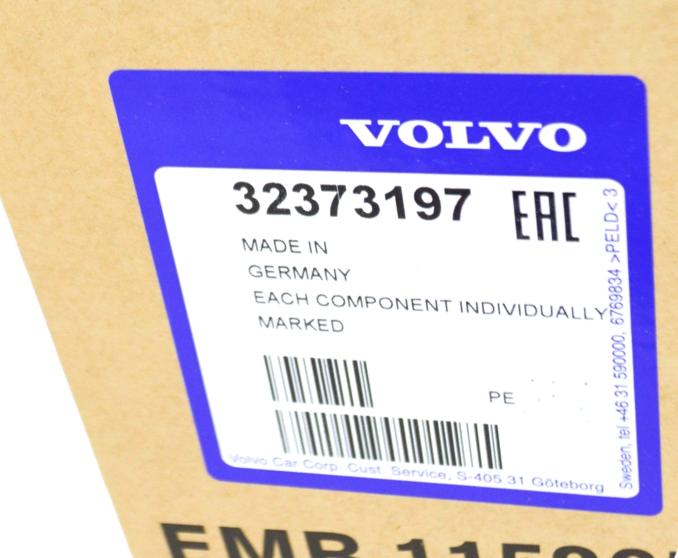 VOLVO
32373197
EAC
MADE IN
GERMANY
EACH COMPONENT INDIVIDUALLY
MARKED
PE
Volvo Car Corp. Cust. Service, S-405 31 Göteborg
Sweden, tel +46 31 590000, 6769834 >PELD< 3